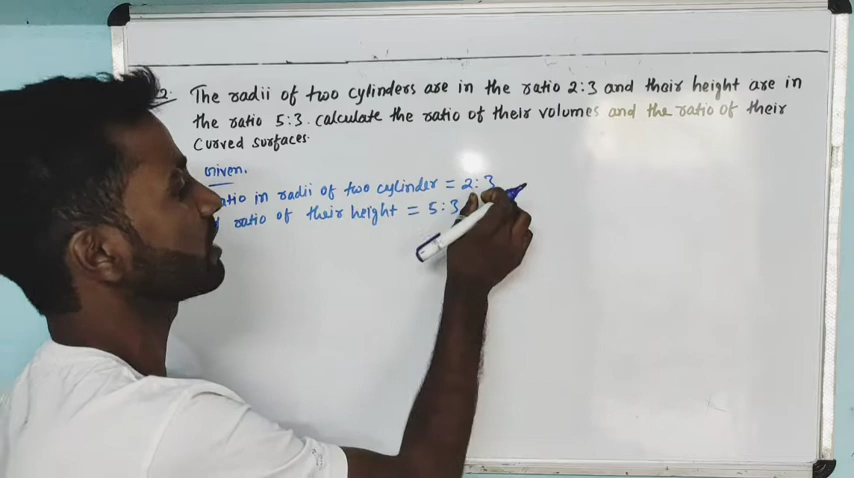 2. The radii of two cylinders are in the ratio 2:3 and their height are in
the ratio 5:3. calculate the ratio of their volumes and the ratio of their
curved surfaces.
Given.
ratio in radii of two cylinder = 2:3
ratio of their height = 5:3